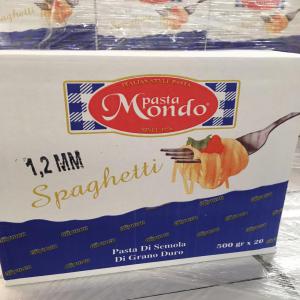 ITALIAN STYLE PASTA
pasta
Mondo®
SINCE 1978
1,2 MM
Spaghetti
Pasta Di Semola
Di Grano Duro
500 gr x 20